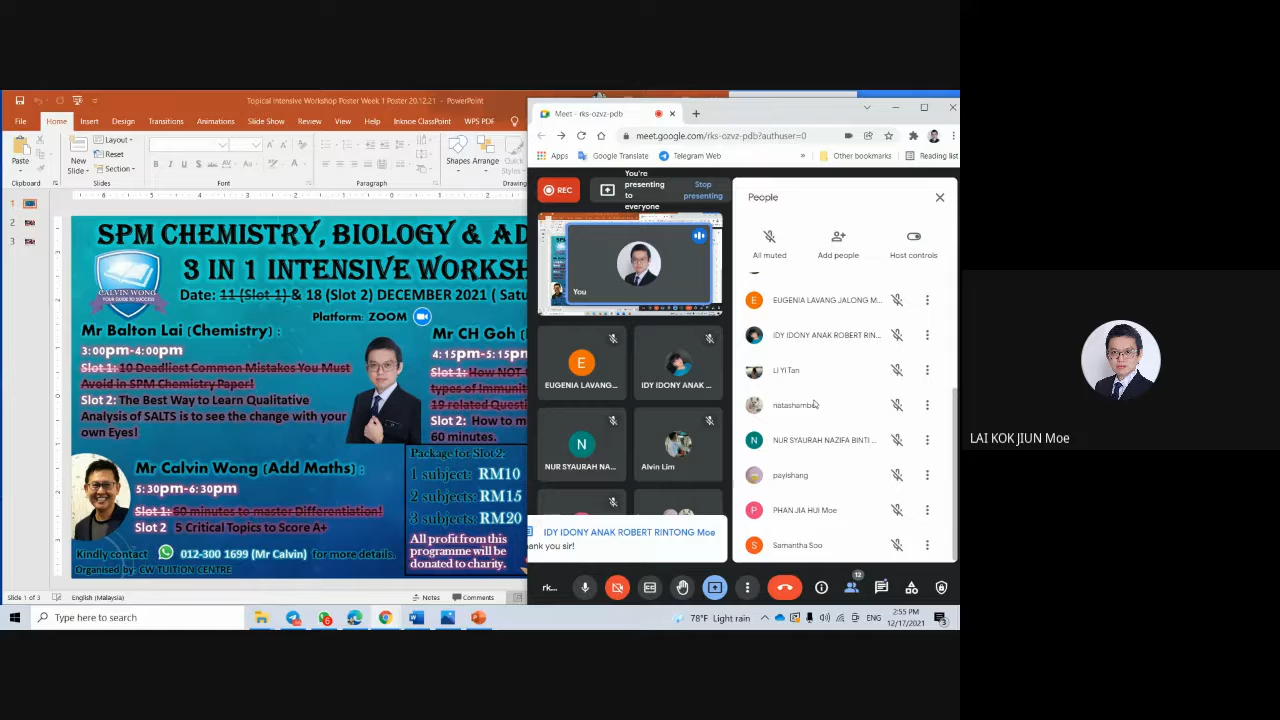 Topical Intensive Workshop Poster Week 1 Poster 20.12.21 - PowerPoint
File Home Insert Design Transitions Animations Slide Show Review View Help Inknoe ClassPoint WPS PDF
Paste
New
Slide
Layout
Reset
Section
Shapes Arrange
Quick
Clipboard Slides Font Paragraph Drawing
1
2
3
SPM CHEMISTRY, BIOLOGY & AD
3 IN 1 INTENSIVE WORKS
Date: 11 (Slot 1) & 18 (Slot 2) DECEMBER 2021 ( Satu
Platform: ZOOM
CALVIN WONG
YOUR GUIDE TO SUCCESS
Mr Balton Lai (Chemistry) :
3:00pm-4:00pm
Slot 1: 10 Deadliest Common Mistakes You Must
Avoid in SPM Chemistry Paper!
Slot 2: The Best Way to Learn Qualitative
Analysis of SALTS is to see the change with your
own Eyes!
Mr CH Goh (
4:15pm-5:15pm
Slot 1: How NOT
types of Immunit
19 related Questi
Slot 2: How to m
60 minutes.
Mr Calvin Wong (Add Maths) :
5:30pm-6:30pm
Slot 1: 60 minutes to master Differentiation!
Slot 2 5 Critical Topics to Score A+
Package for Slot 2:
1 subject: RM10
2 subjects: RM15
3 subjects: RM20
All profit from this
programme will be
donated to charity.
Kindly contact 012-300 1699 (Mr Calvin) for more details.
Organised by: CW TUITION CENTRE
Slide 1 of 3 English (Malaysia) Notes Comments
Meet - rks-ozvz-pdb
meet.google.com/rks-ozvz-pdb?authuser=0
Apps Google Translate Telegram Web » Other bookmarks Reading list
REC
You're
presenting
to
everyone
Stop
presenting
You
EUGENIA LAVANG...
IDY IDONY ANAK ...
NUR SYAURAH NA...
Alvin Lim
IDY IDONY ANAK ROBERT RINTONG Moe
hank you sir!
People
All muted Add people Host controls
EUGENIA LAVANG JALONG M...
IDY IDONY ANAK ROBERT RIN...
Li Yi Tan
NUR SYAURAH NAZIFA BINTI ...
payishang
PHAN JIA HUI Moe
Samantha Soo
rk...
12
Type here to search
6
78°F Light rain
ENG
2:55 PM
12/17/2021
3
LAI KOK JIUN Moe